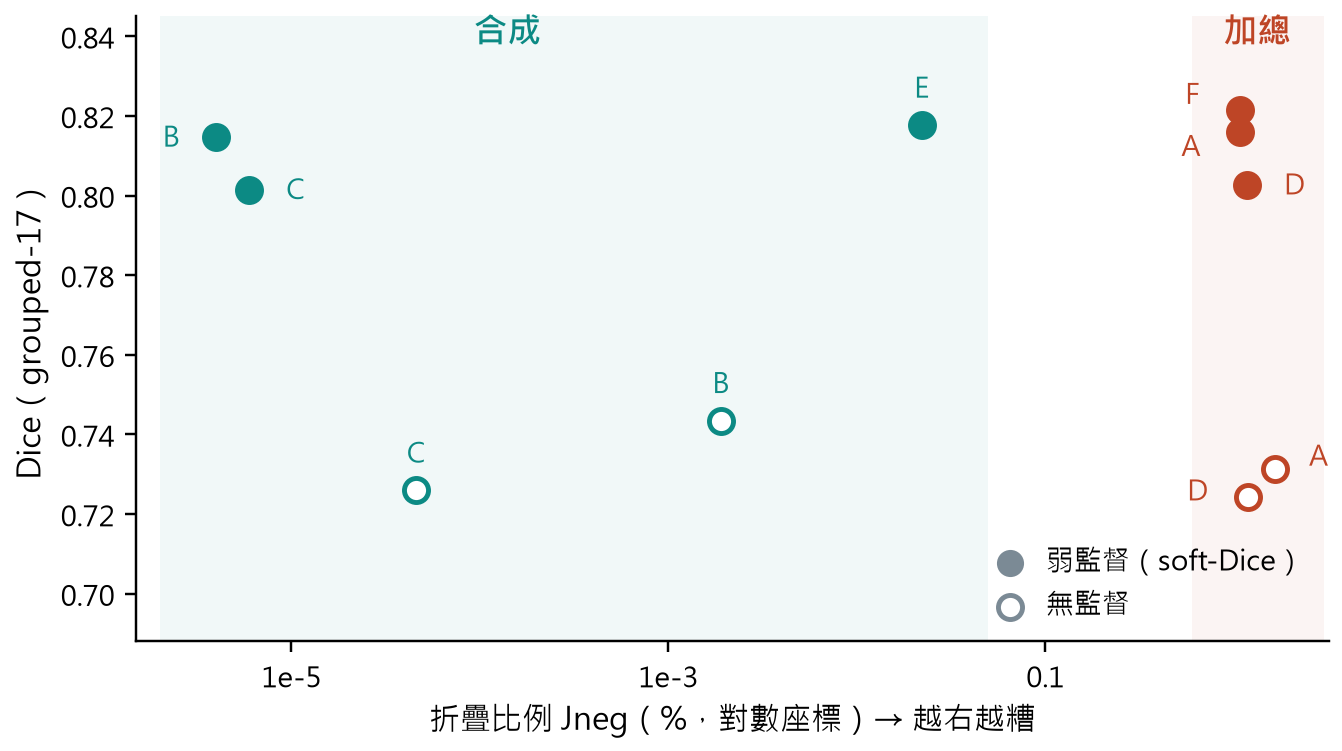 合成
加總
0.84
0.82
0.80
0.78
0.76
0.74
0.72
0.70
Dice（grouped-17）
E
B
C
F
A
D
B
C
A
D
弱監督（soft-Dice）
無監督
1e-5
1e-3
0.1
折疊比例 Jneg（%，對數座標）→ 越右越糟